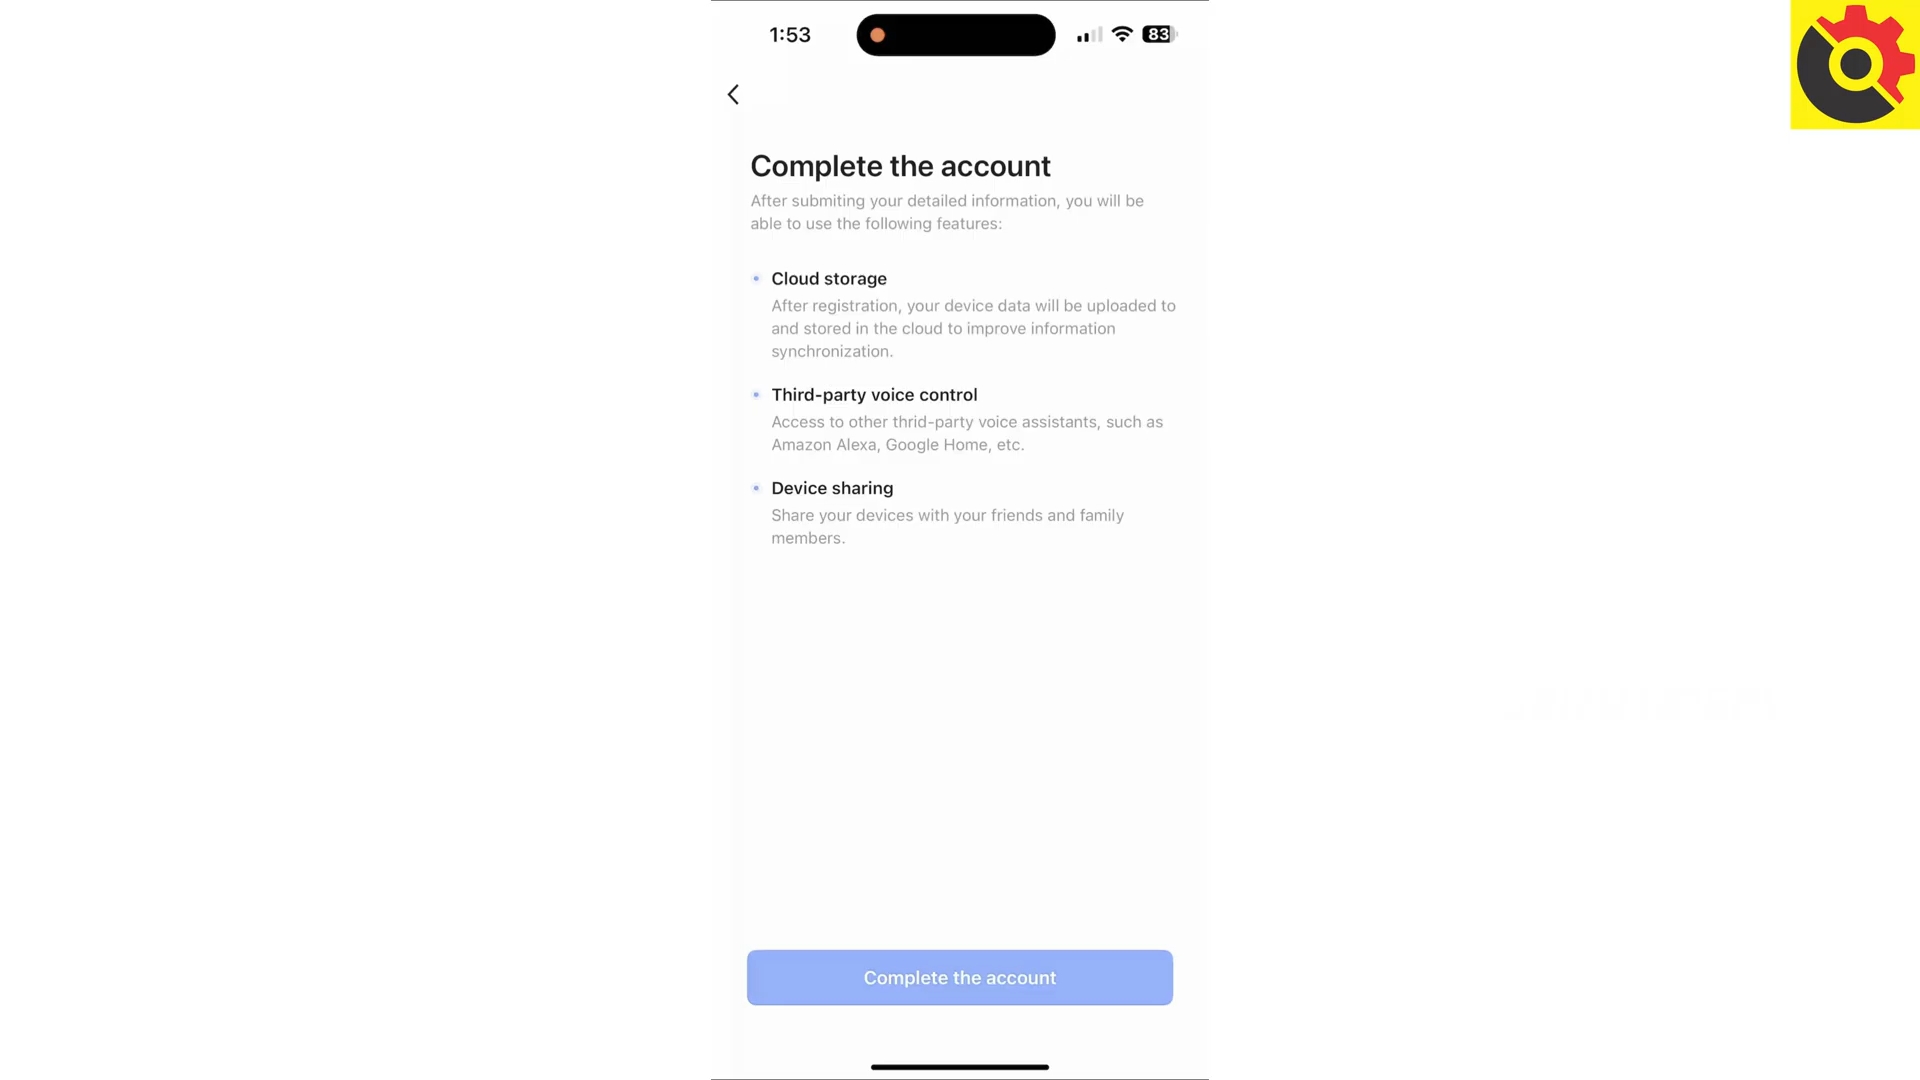 1:53
83
Complete the account
After submiting your detailed information, you will be
able to use the following features:
Cloud storage
After registration, your device data will be uploaded to
and stored in the cloud to improve information
synchronization.
Third-party voice control
Access to other thrid-party voice assistants, such as
Amazon Alexa, Google Home, etc.
Device sharing
Share your devices with your friends and family
members.
Complete the account